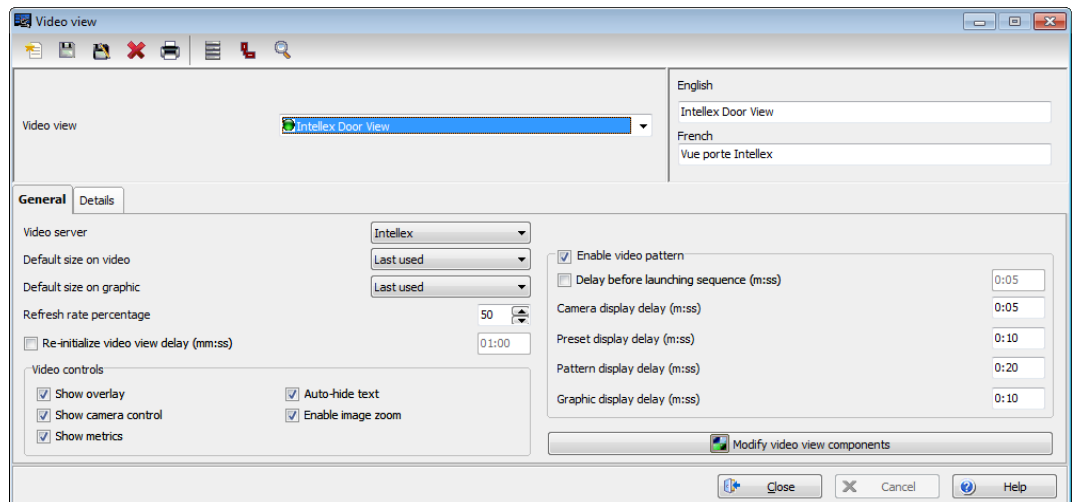 Video view
English
Intellex Door View
Video view
Intellex Door View
French
Vue porte Intellex
General
Details
Video server
Intellex
Default size on video
Last used
Default size on graphic
Last used
Refresh rate percentage
50
Re-initialize video view delay (mm:ss)
01:00
Video controls
Show overlay
Auto-hide text
Show camera control
Enable image zoom
Show metrics
Enable video pattern
Delay before launching sequence (m:ss)
0:05
Camera display delay (m:ss)
0:05
Preset display delay (m:ss)
0:10
Pattern display delay (m:ss)
0:20
Graphic display delay (m:ss)
0:10
Modify video view components
Close
Cancel
Help